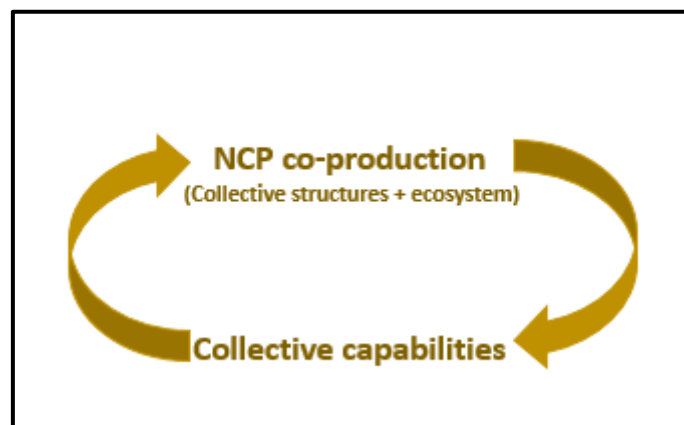 NCP co-production
(Collective structures + ecosystem)
Collective capabilities